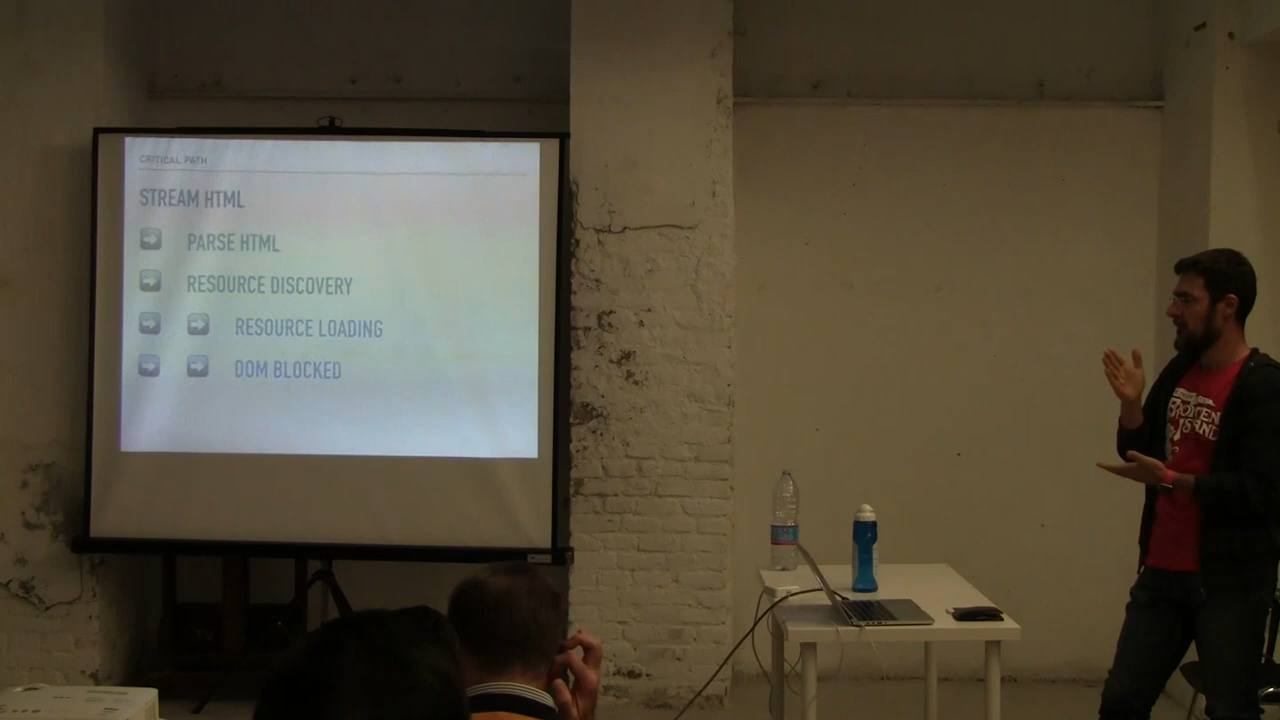 CRITICAL PATH
STREAM HTML
PARSE HTML
RESOURCE DISCOVERY
RESOURCE LOADING
DOM BLOCKED